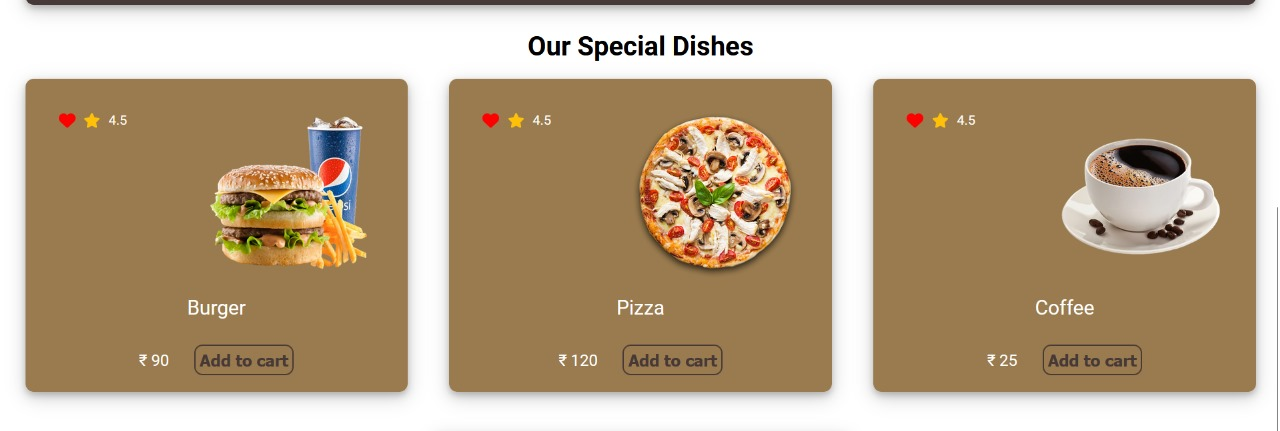 Our Special Dishes
4.5
4.5
4.5
Burger
Pizza
Coffee
₹ 90 Add to cart
₹ 120 Add to cart
₹ 25 Add to cart